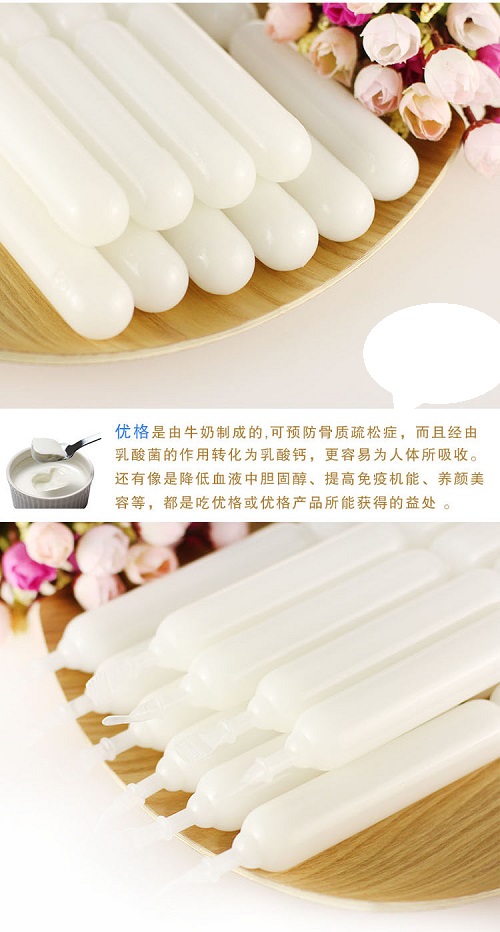 优格是由牛奶制成的,可预防骨质疏松症，而且经由
乳酸菌的作用转化为乳酸钙，更容易为人体所吸收。
还有像是降低血液中胆固醇、提高免疫机能、养颜美
容等，都是吃优格或优格产品所能获得的益处 。